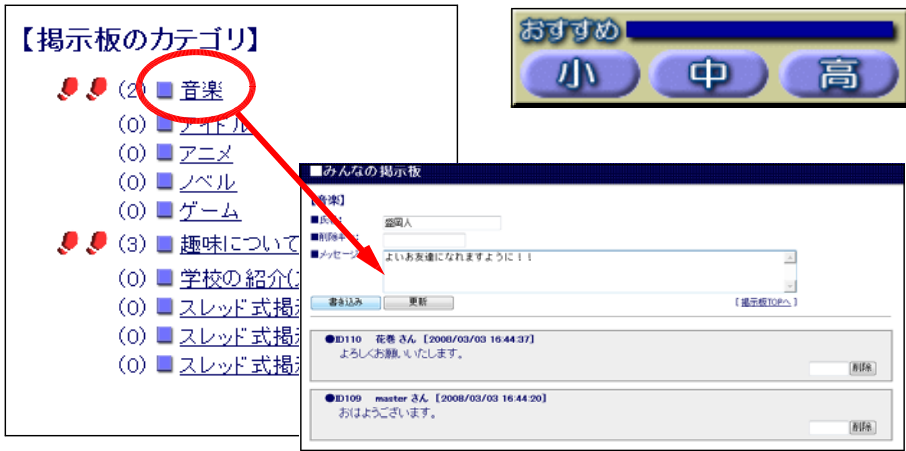 【掲示板のカテゴリ】
(2) 音楽
(0) アイドル
(0) アニメ
(0) ノベル
(0) ゲーム
(3) 趣味について
(0) 学校の紹介(
(0) スレッド式掲
(0) スレッド式掲
(0) スレッド式掲
おすすめ
小 中 高
■みんなの掲示板
【音楽】
■氏名: 盛岡人
■削除キー:
■メッセージ よいお友達になれますように!!
書き込み 更新 [掲示板TOPへ]
●ID110 花巻 さん [2008/03/03 16:44:37]
よろしくお願いいたします。
削除
●ID109 master さん [2008/03/03 16:44:20]
おはようございます。
削除